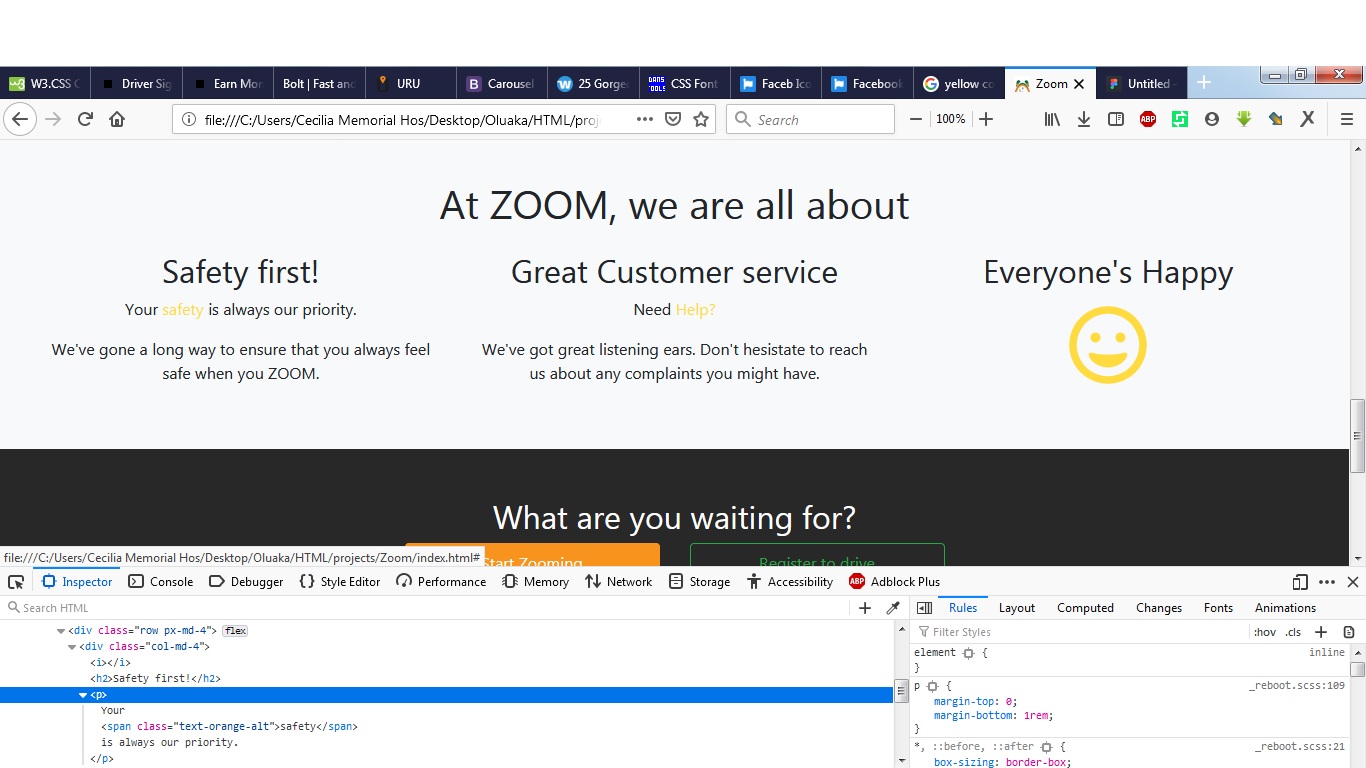 W3.CSS C
Driver Sig
Earn Mon
Bolt | Fast and
URU
Carousel
25 Gorge
CSS Font
Faceb Ico
Facebook
yellow co
Zoom
Untitled -
file:///C:/Users/Cecilia Memorial Hos/Desktop/Oluaka/HTML/proj
Search
100%
ABP
At ZOOM, we are all about
Safety first!
Your safety is always our priority.
We've gone a long way to ensure that you always feel
safe when you ZOOM.
Great Customer service
Need Help?
We've got great listening ears. Don't hesistate to reach
us about any complaints you might have.
Everyone's Happy
What are you waiting for?
Start Zooming
Register to drive
file:///C:/Users/Cecilia Memorial Hos/Desktop/Oluaka/HTML/projects/Zoom/index.html#
Inspector Console Debugger Style Editor Performance Memory Network Storage Accessibility ABP Adblock Plus
Search HTML
<div class="row px-md-4"> flex
<div class="col-md-4">
<i></i>
<h2>Safety first!</h2>
<p>
Your
<span class="text-orange-alt">safety</span>
is always our priority.
</p>
Rules Layout Computed Changes Fonts Animations
Filter Styles :hov .cls
element { inline
}
p { _reboot.scss:109
margin-top: 0;
margin-bottom: 1rem;
}
*, ::before, ::after { _reboot.scss:21
box-sizing: border-box;